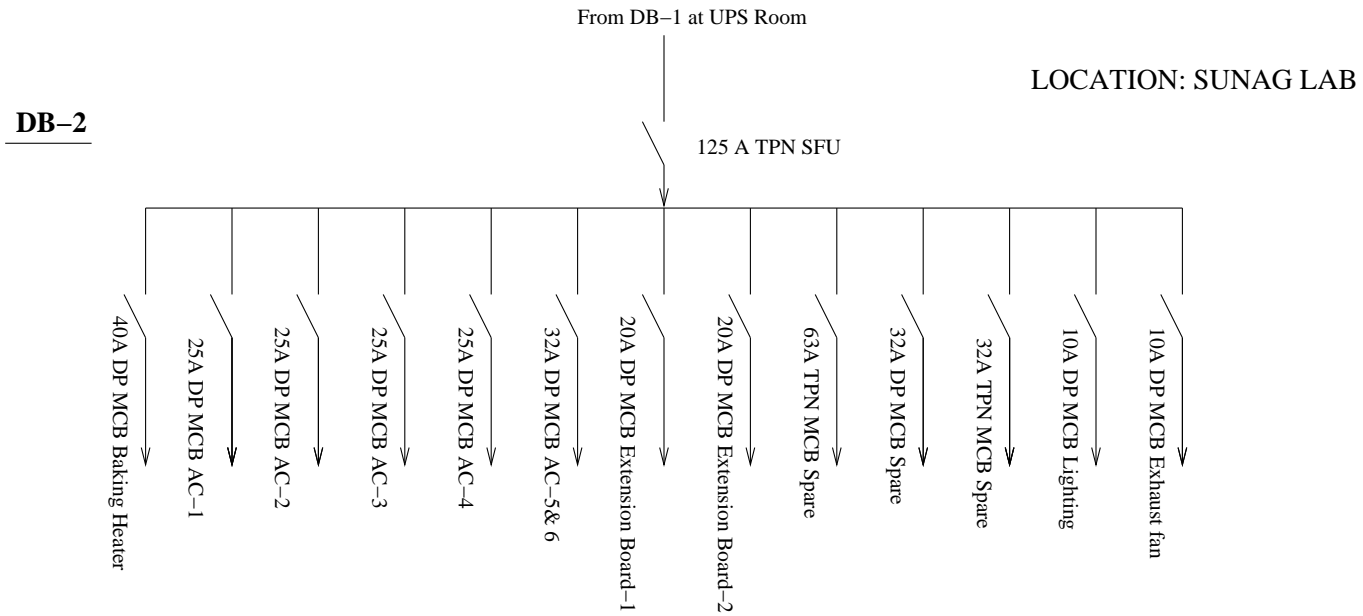 From DB−1 at UPS Room
LOCATION: SUNAG LAB
DB−2
125 A TPN SFU
40A DP MCB Baking Heater
25A DP MCB AC−1
25A DP MCB AC−2
25A DP MCB AC−3
25A DP MCB AC−4
32A DP MCB AC−5& 6
20A DP MCB Extension Board−1
20A DP MCB Extension Board−2
63A TPN MCB Spare
32A DP MCB Spare
32A TPN MCB Spare
10A DP MCB Lighting
10A DP MCB Exhaust fan